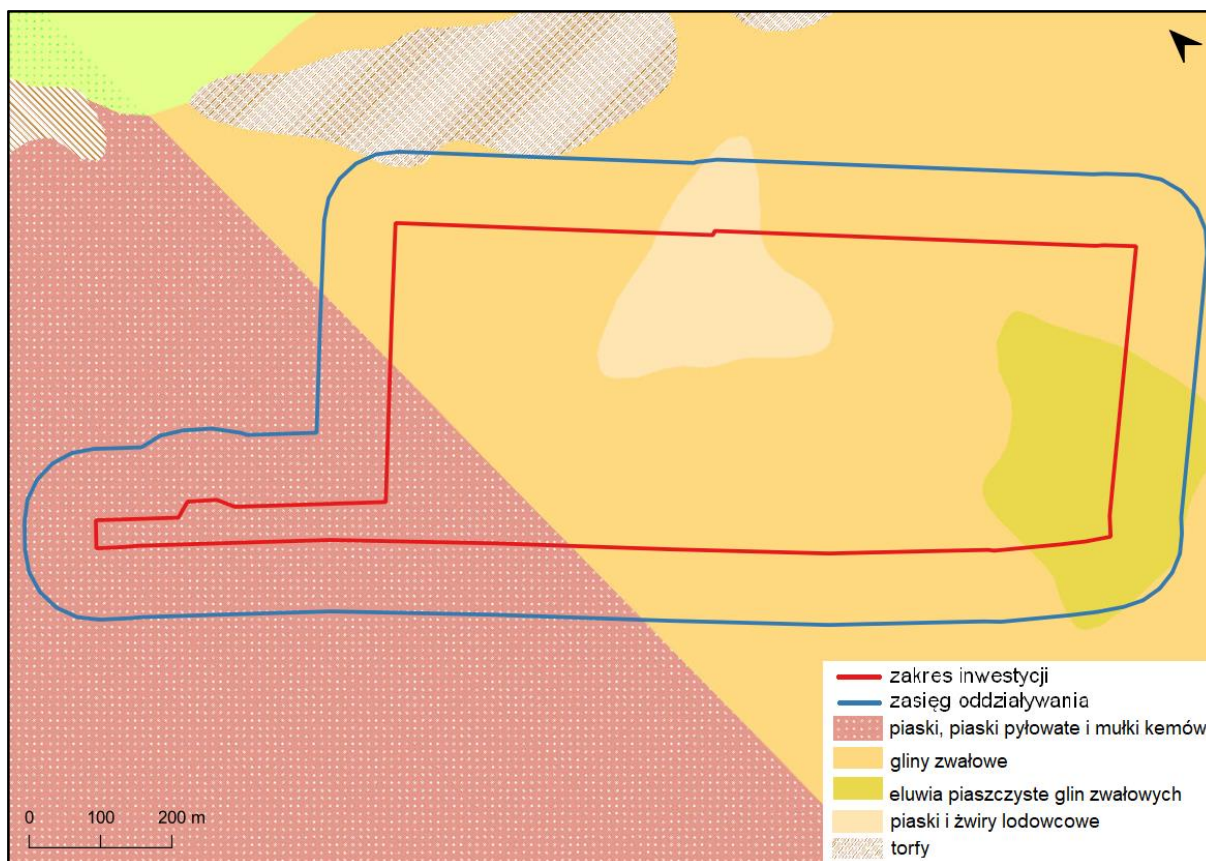 zakres inwestycji
zasięg oddziaływania
piaski, piaski pyłowate i mułki kemów
gliny zwałowe
eluwia piaszczyste glin zwałowych
piaski i żwiry lodowcowe
torfy
0 100 200 m